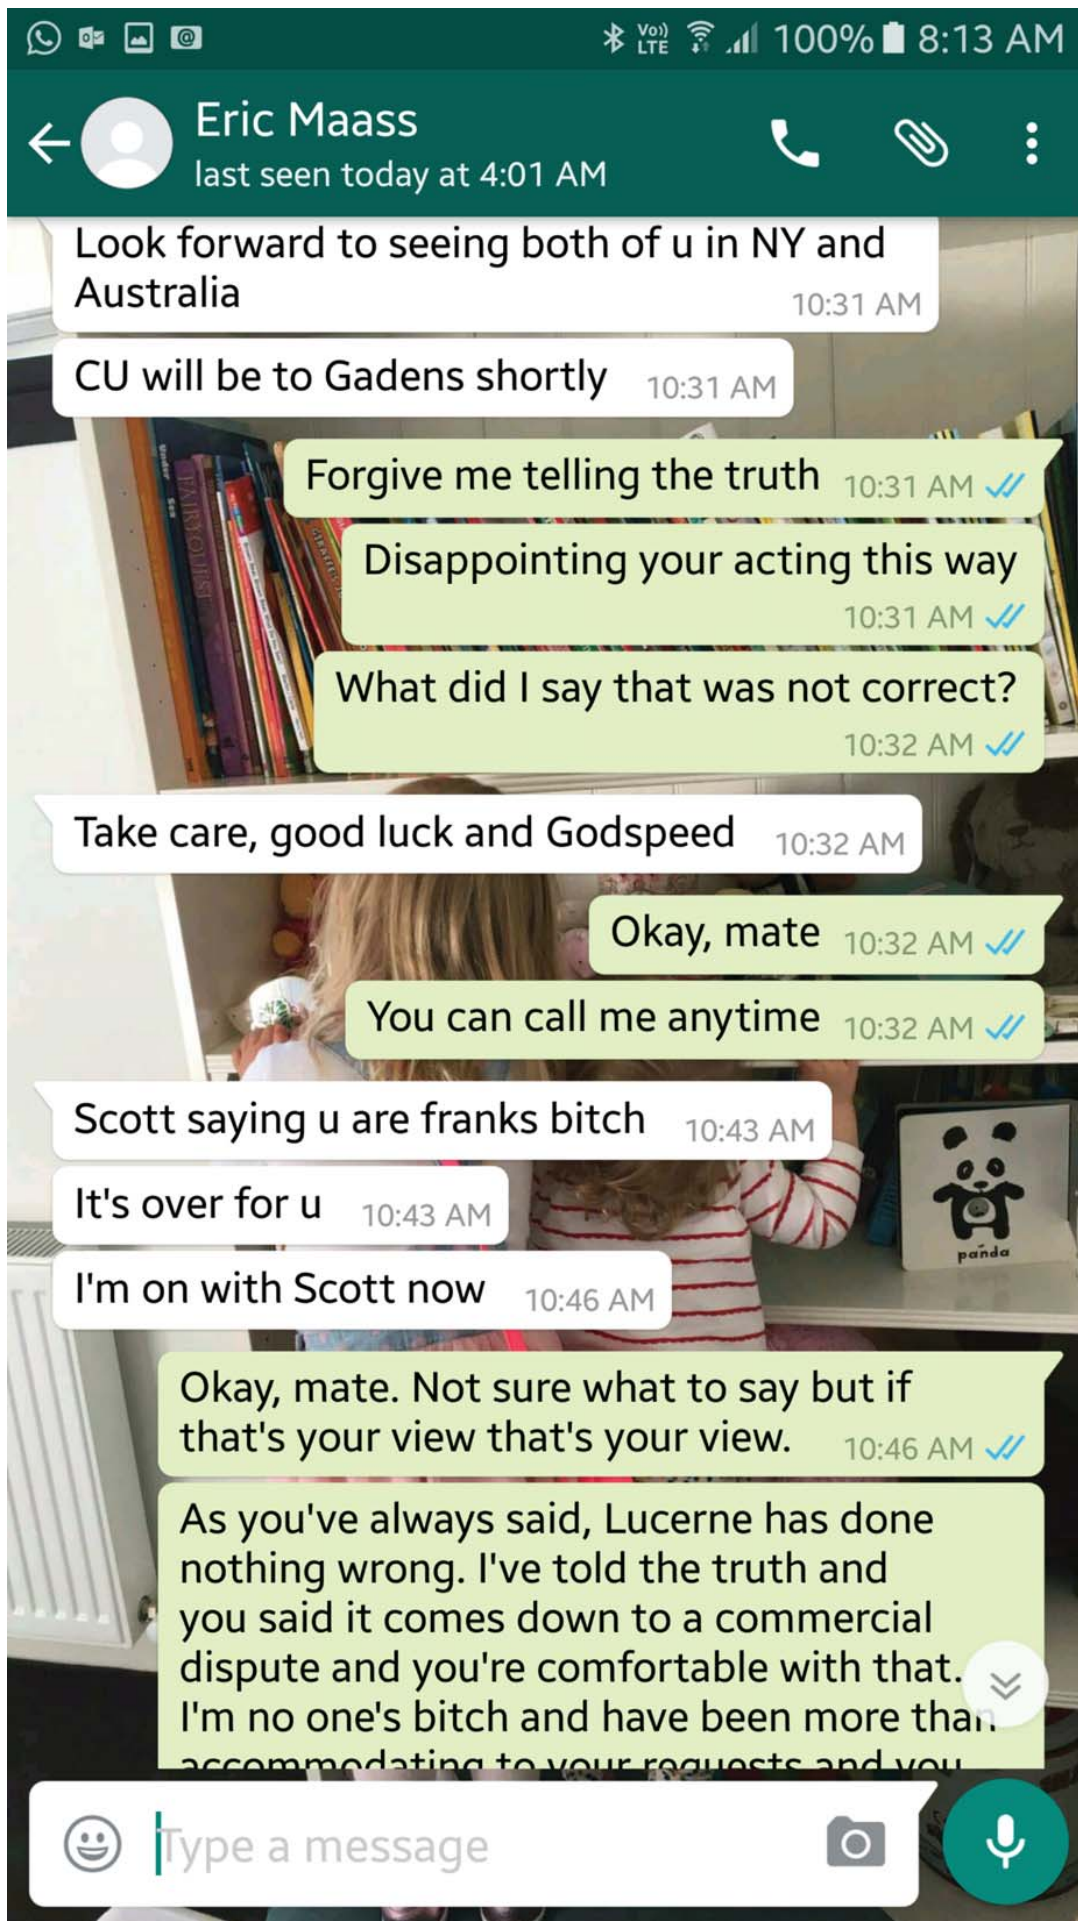 Vo)) LTE 100% 8:13 AM
Eric Maass
last seen today at 4:01 AM
Look forward to seeing both of u in NY and
Australia 10:31 AM
CU will be to Gadens shortly 10:31 AM
Forgive me telling the truth 10:31 AM
Disappointing your acting this way
10:31 AM
What did I say that was not correct?
10:32 AM
Take care, good luck and Godspeed 10:32 AM
Okay, mate 10:32 AM
You can call me anytime 10:32 AM
Scott saying u are franks bitch 10:43 AM
It's over for u 10:43 AM
I'm on with Scott now 10:46 AM
panda
Okay, mate. Not sure what to say but if
that's your view that's your view. 10:46 AM
As you've always said, Lucerne has done
nothing wrong. I've told the truth and
you said it comes down to a commercial
dispute and you're comfortable with that.
I'm no one's bitch and have been more than
accommodating to your requests and you
Type a message